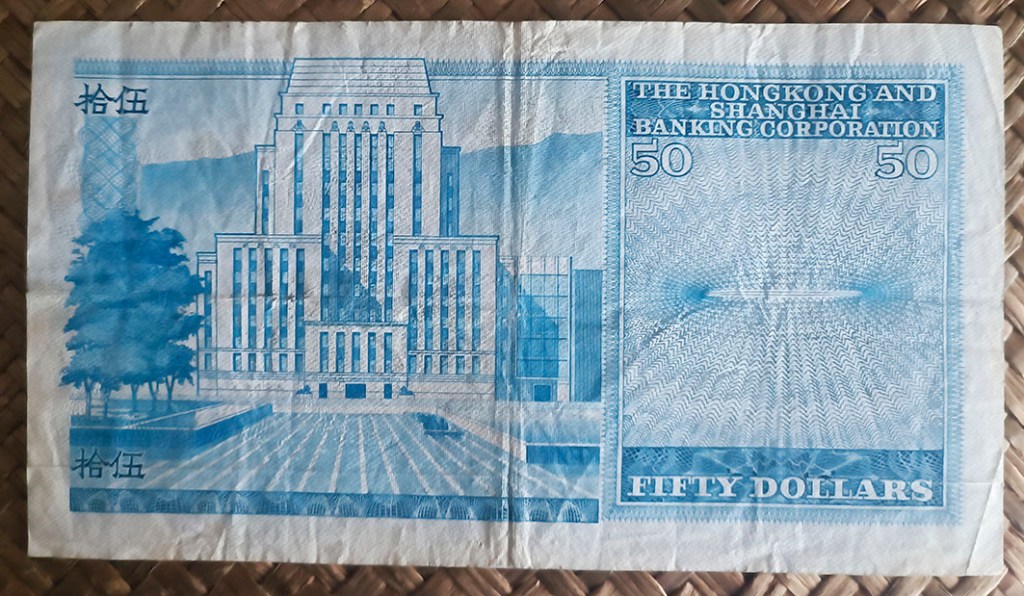 伍拾
THE HONGKONG AND
SHANGHAI
BANKING CORPORATION
50 50
伍拾
FIFTY DOLLARS